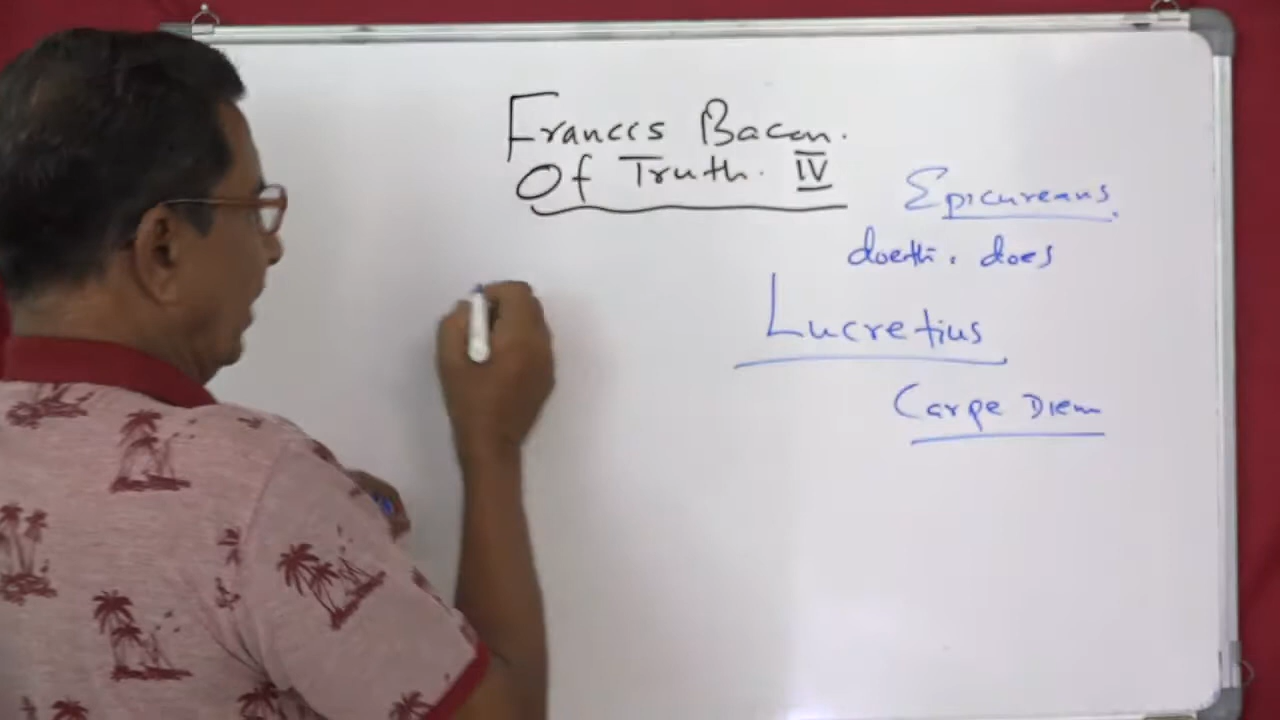 Francis Bacon.
Of Truth. IV
Epicureans.
doeth. does
Lucretius
Carpe Diem